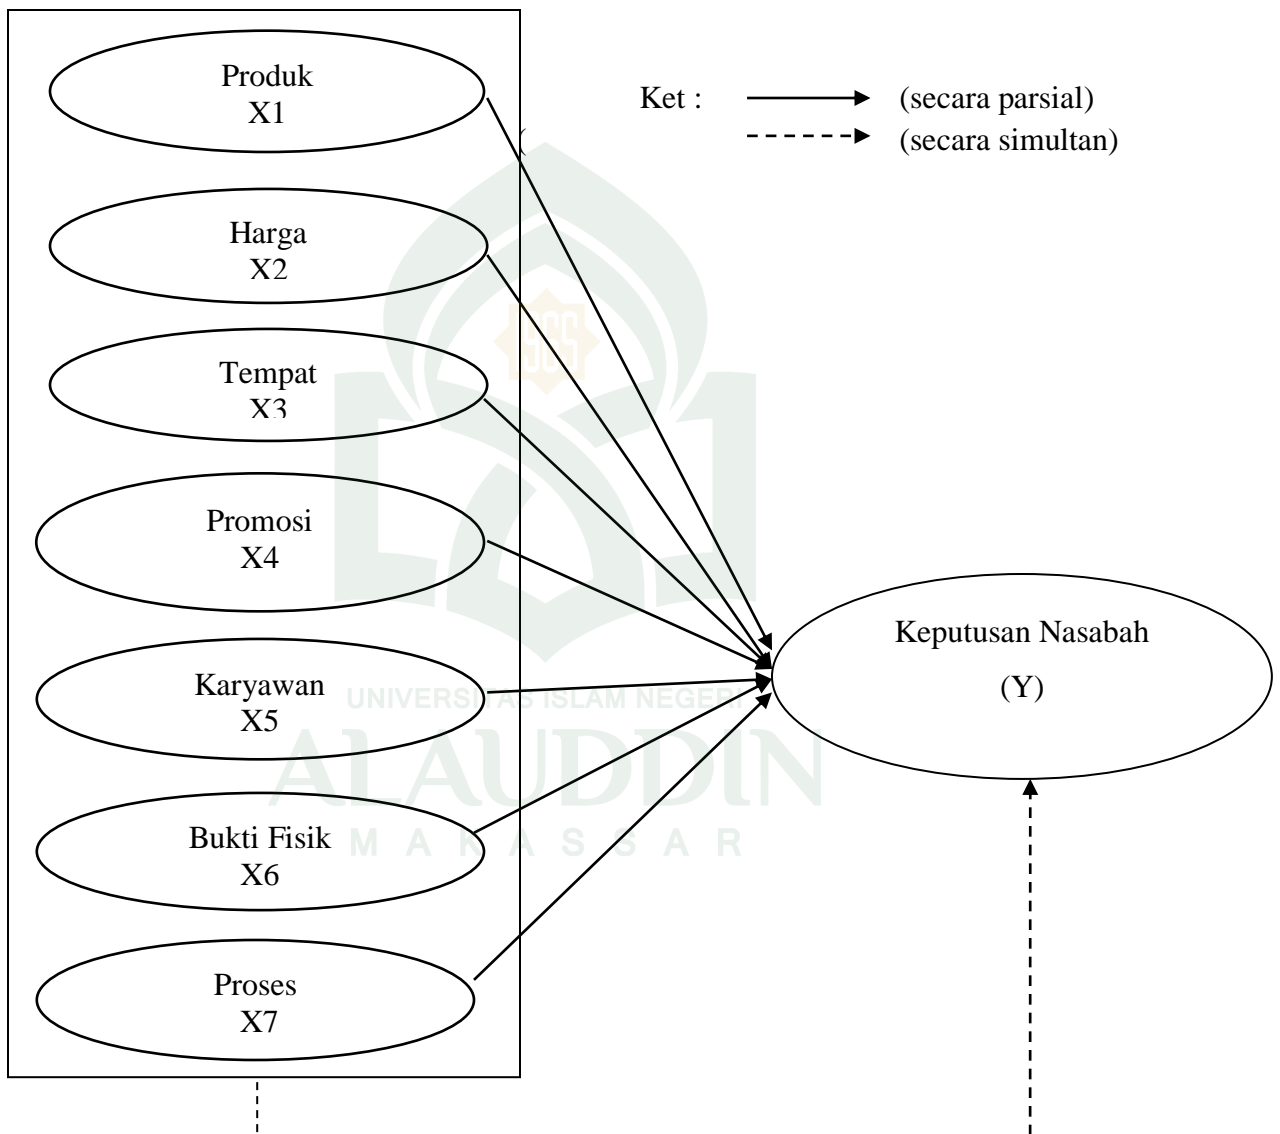 Produk
X1
Ket :
(secara parsial)
(secara simultan)
(
Harga
X2
Tempat
X3
Promosi
X4
Keputusan Nasabah
(Y)
Karyawan
X5
Bukti Fisik
X6
Proses
X7
UNIVERSITAS ISLAM NEGERI
ALAUDDIN
MAKASSAR